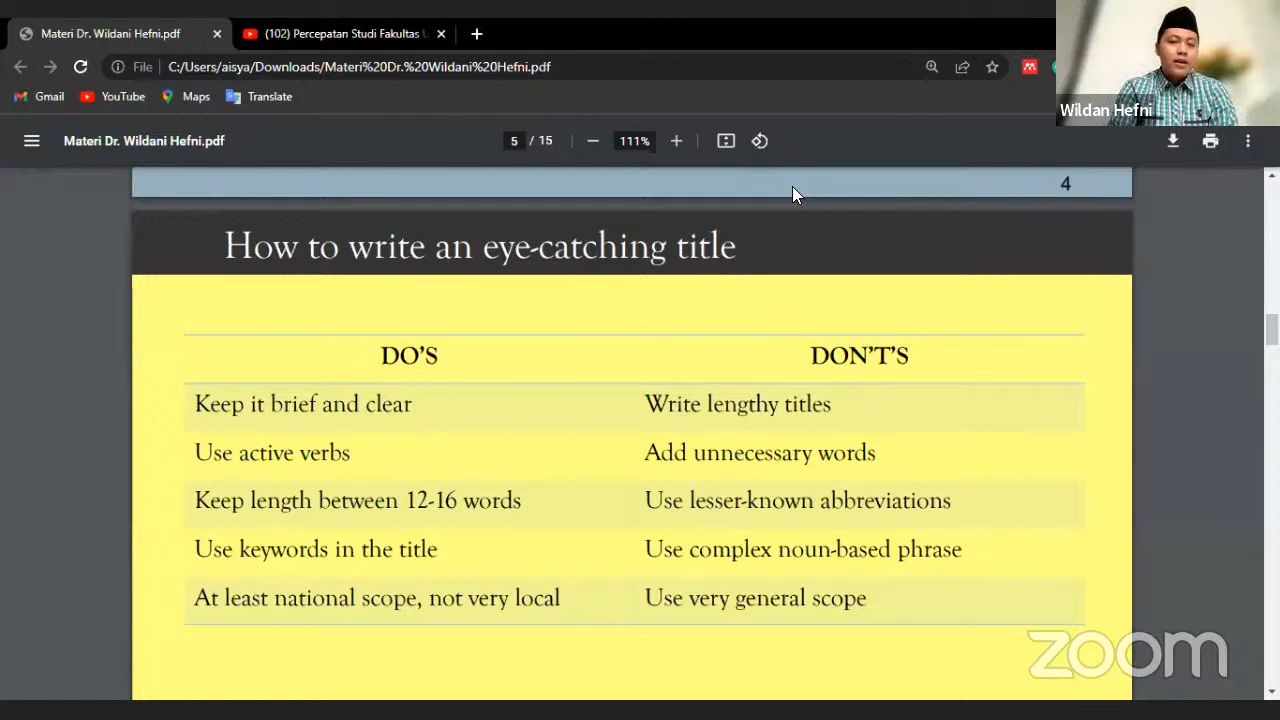 Materi Dr. Wildani Hefni.pdf
(102) Percepatan Studi Fakultas
File
C:/Users/aisya/Downloads/Materi%20Dr.%20Wildani%20Hefni.pdf
Gmail
YouTube
Maps
Translate
Wildan Hefni
Materi Dr. Wildani Hefni.pdf
5 / 15
111%
4
How to write an eye-catching title
DO'S DON'T'S
Keep it brief and clear Write lengthy titles
Use active verbs Add unnecessary words
Keep length between 12-16 words Use lesser-known abbreviations
Use keywords in the title Use complex noun-based phrase
At least national scope, not very local Use very general scope
zoom